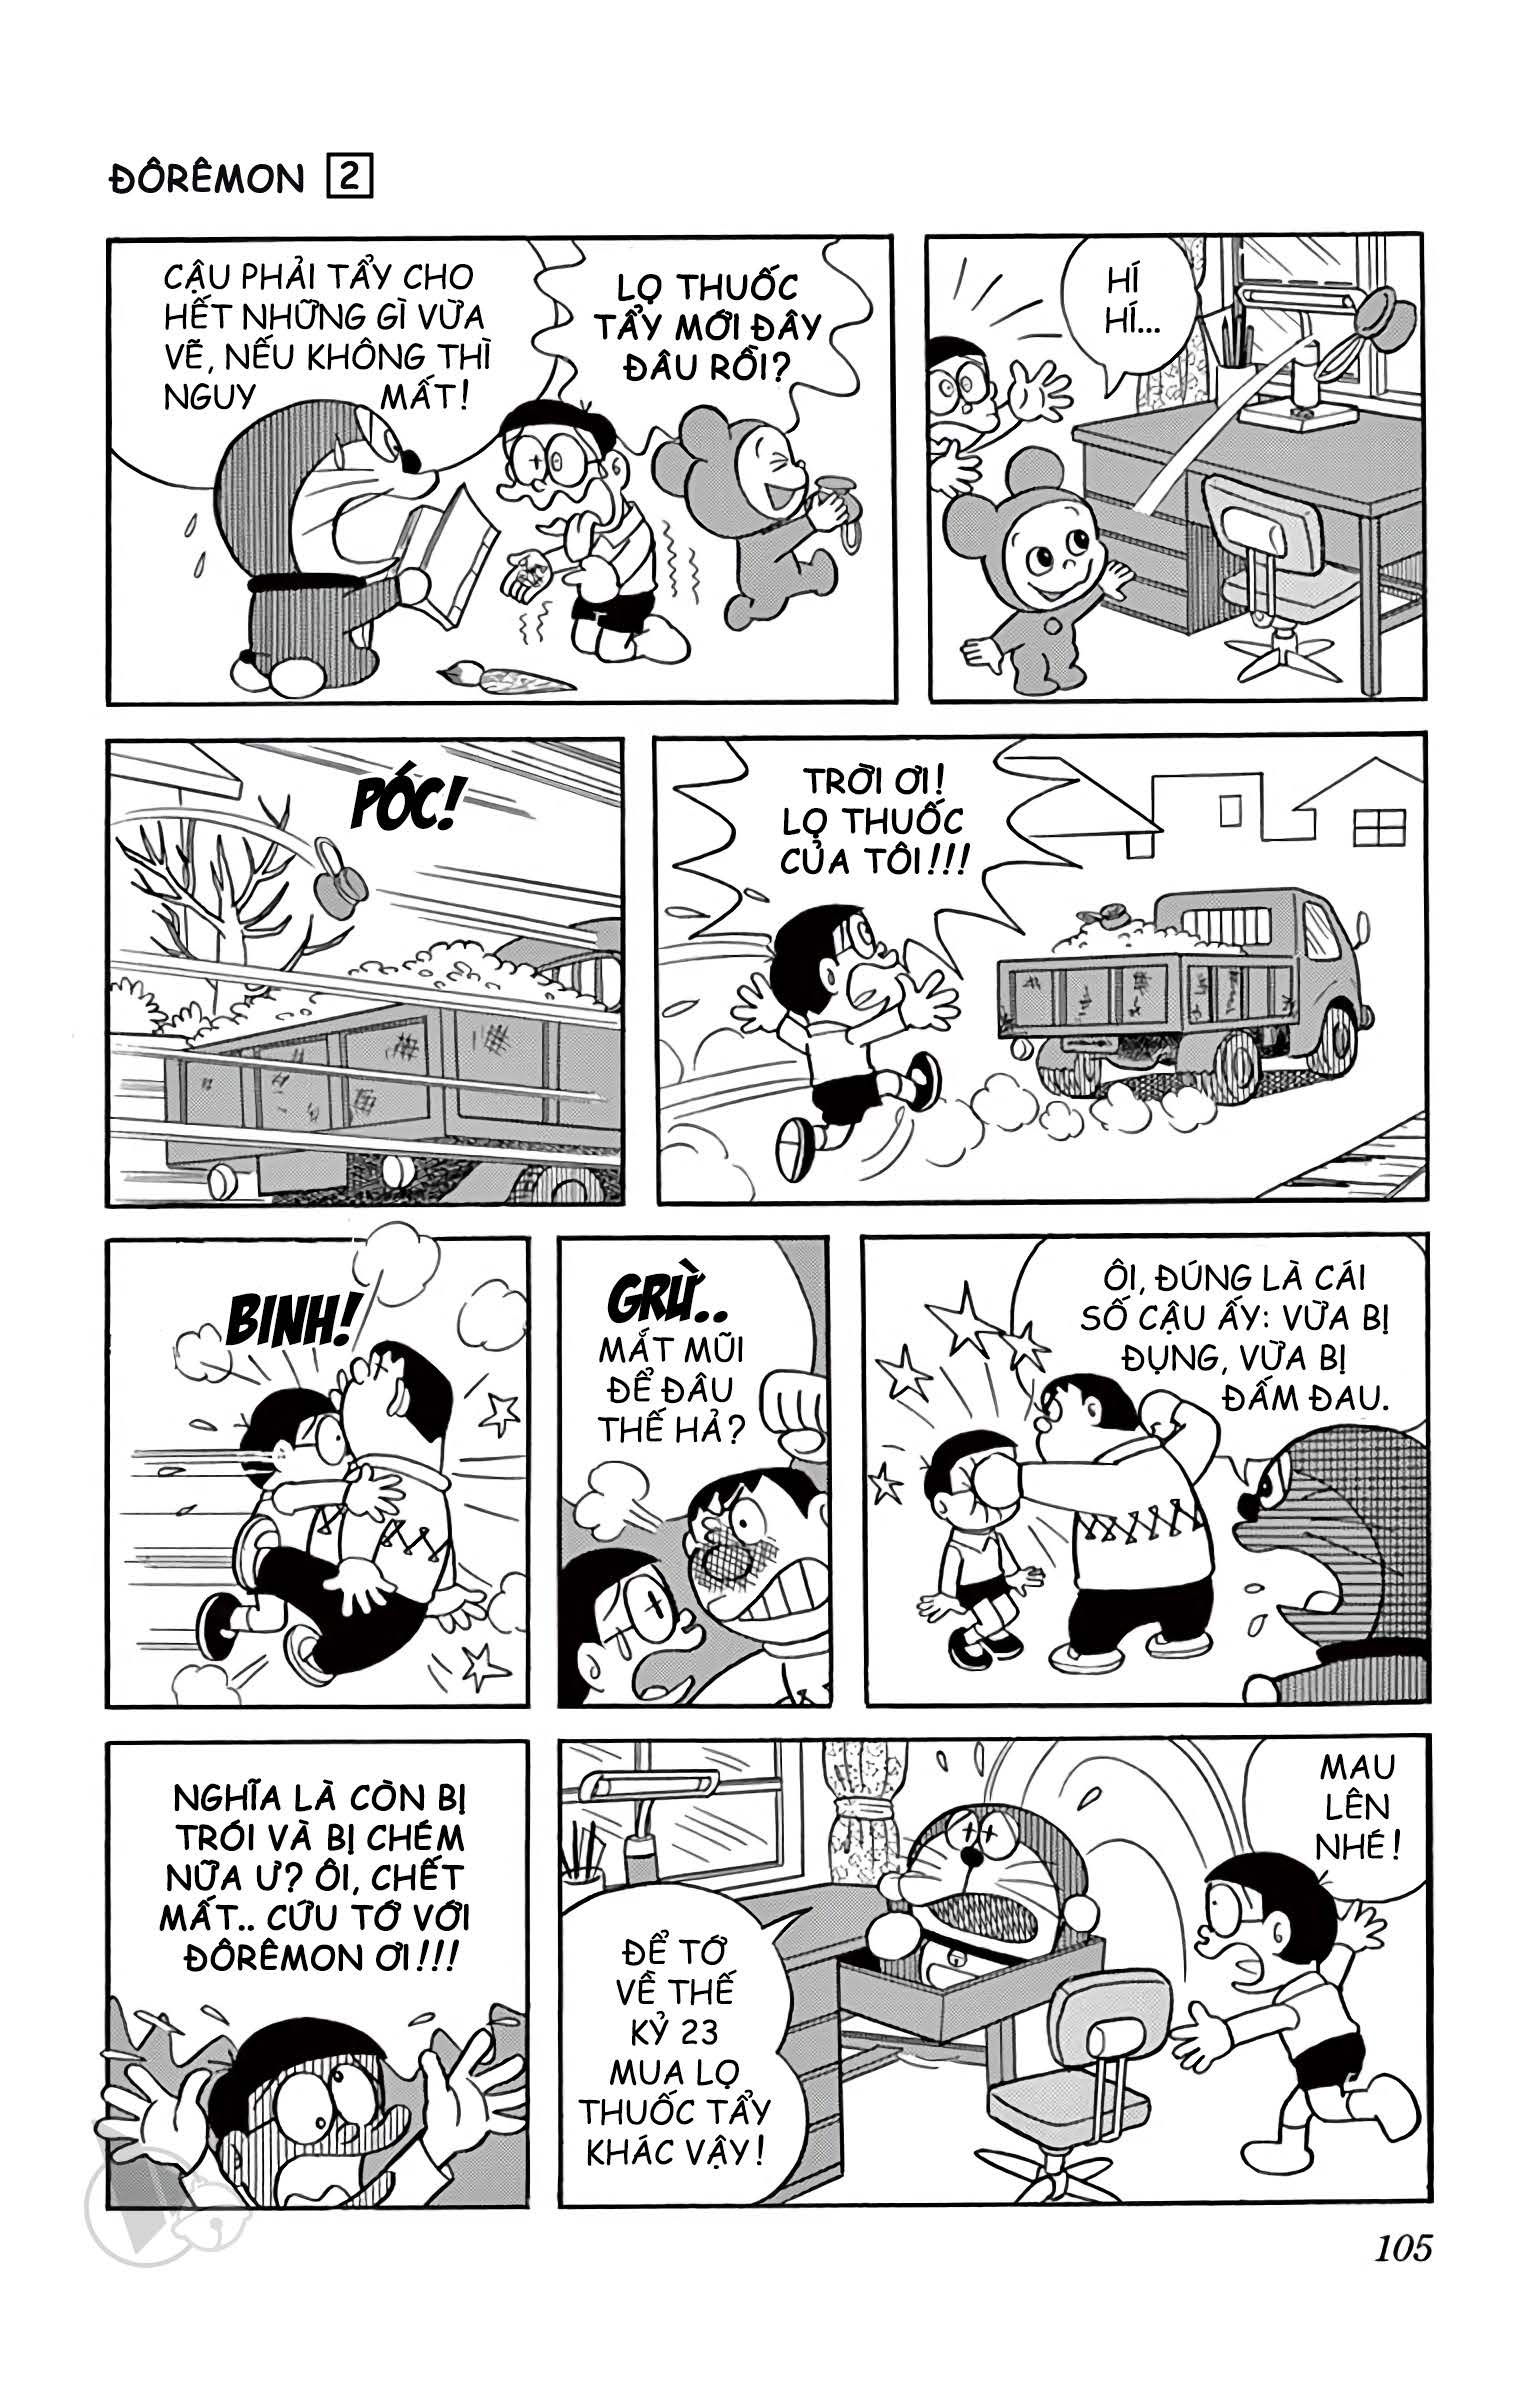 ĐÔRÊMON 2
CẬU PHẢI TẨY CHO
HẾT NHỮNG GÌ VỪA
VẼ, NẾU KHÔNG THÌ
NGUY MẤT!
LỌ THUỐC
TẨY MỚI ĐÂY
ĐÂU RỒI?
HÍ
HÍ...
PÓC!
TRỜI ƠI!
LỌ THUỐC
CỦA TÔI!!!
BINH!
GRỪ..
MẮT MŨI
ĐỂ ĐÂU
THẾ HẢ?
ÔI, ĐÚNG LÀ CÁI
SỐ CẬU ẤY: VỪA BỊ
ĐỤNG, VỪA BỊ
ĐẤM ĐAU.
NGHĨA LÀ CÒN BỊ
TRÓI VÀ BỊ CHÉM
NỮA Ư? ÔI, CHẾT
MẤT.. CỨU TỚ VỚI
ĐÔRÊMON ƠI!!!
ĐỂ TỚ
VỀ THẾ
KỶ 23
MUA LỌ
THUỐC TẨY
KHÁC VẬY!
MAU
LÊN
NHÉ!
105